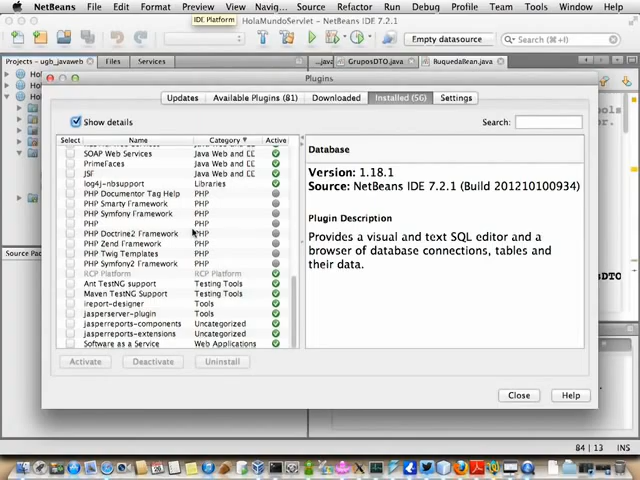 NetBeans File Edit Format Preview View Navig... Source Refactor Profile Team Tools Window Help
IDE Platform
HolaMundoServlet - NetBeans IDE 7.2.1
Empty datasource
Projects - ugb_javaweb Files Services ...java GruposDTO.java
Plugins
Updates Available Plugins (81) Downloaded Installed (56) Settings
Show details
Search:
Select Name Category Active
SOAP Web Services Java Web and EE
PrimeFaces Java Web and EE
JSF Java Web and EE
log4j-nbsupport Libraries
PHP Documentor Tag Help PHP
PHP Smarty Framework PHP
PHP Symfony Framework PHP
PHP PHP
PHP Doctrine2 Framework PHP
PHP Zend Framework PHP
PHP Twig Templates PHP
PHP Symfony2 Framework PHP
RCP Platform RCP Platform
Ant TestNG support Testing Tools
Maven TestNG Support Testing Tools
ireport-designer Tools
jasperserver-plugin Tools
jasperreports-components Uncategorized
jasperreports-extensions Uncategorized
Software as a Service Web Applications
Database
Version: 1.18.1
Source: NetBeans IDE 7.2.1 (Build 201210100934)
Plugin Description
Provides a visual and text SQL editor and a
browser of database connections, tables and
their data.
Activate Deactivate Uninstall
Close Help
Source Pac
84 | 13 INS